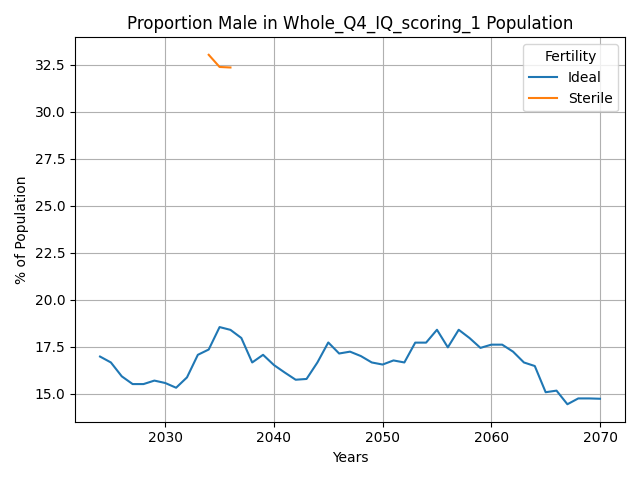 Proportion Male in Whole_Q4_IQ_scoring_1 Population
Fertility
Ideal
Sterile
% of Population
32.5
30.0
27.5
25.0
22.5
20.0
17.5
15.0
2030
2040
2050
2060
2070
Years